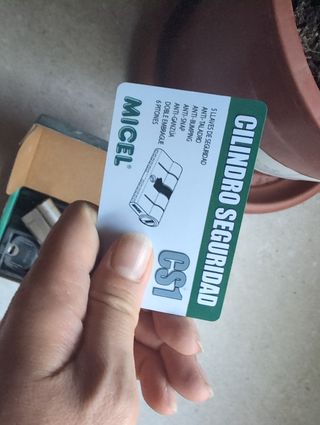 CILINDRO SEGURIDAD
5 LLAVES DE SEGURIDAD
ANTI-TALADRO
ANTI-BUMPING
ANTI-SNAP
ANTI-GANZÚA
DOBLE EMBRAGUE
6 PITONES
MICEL®
CS1